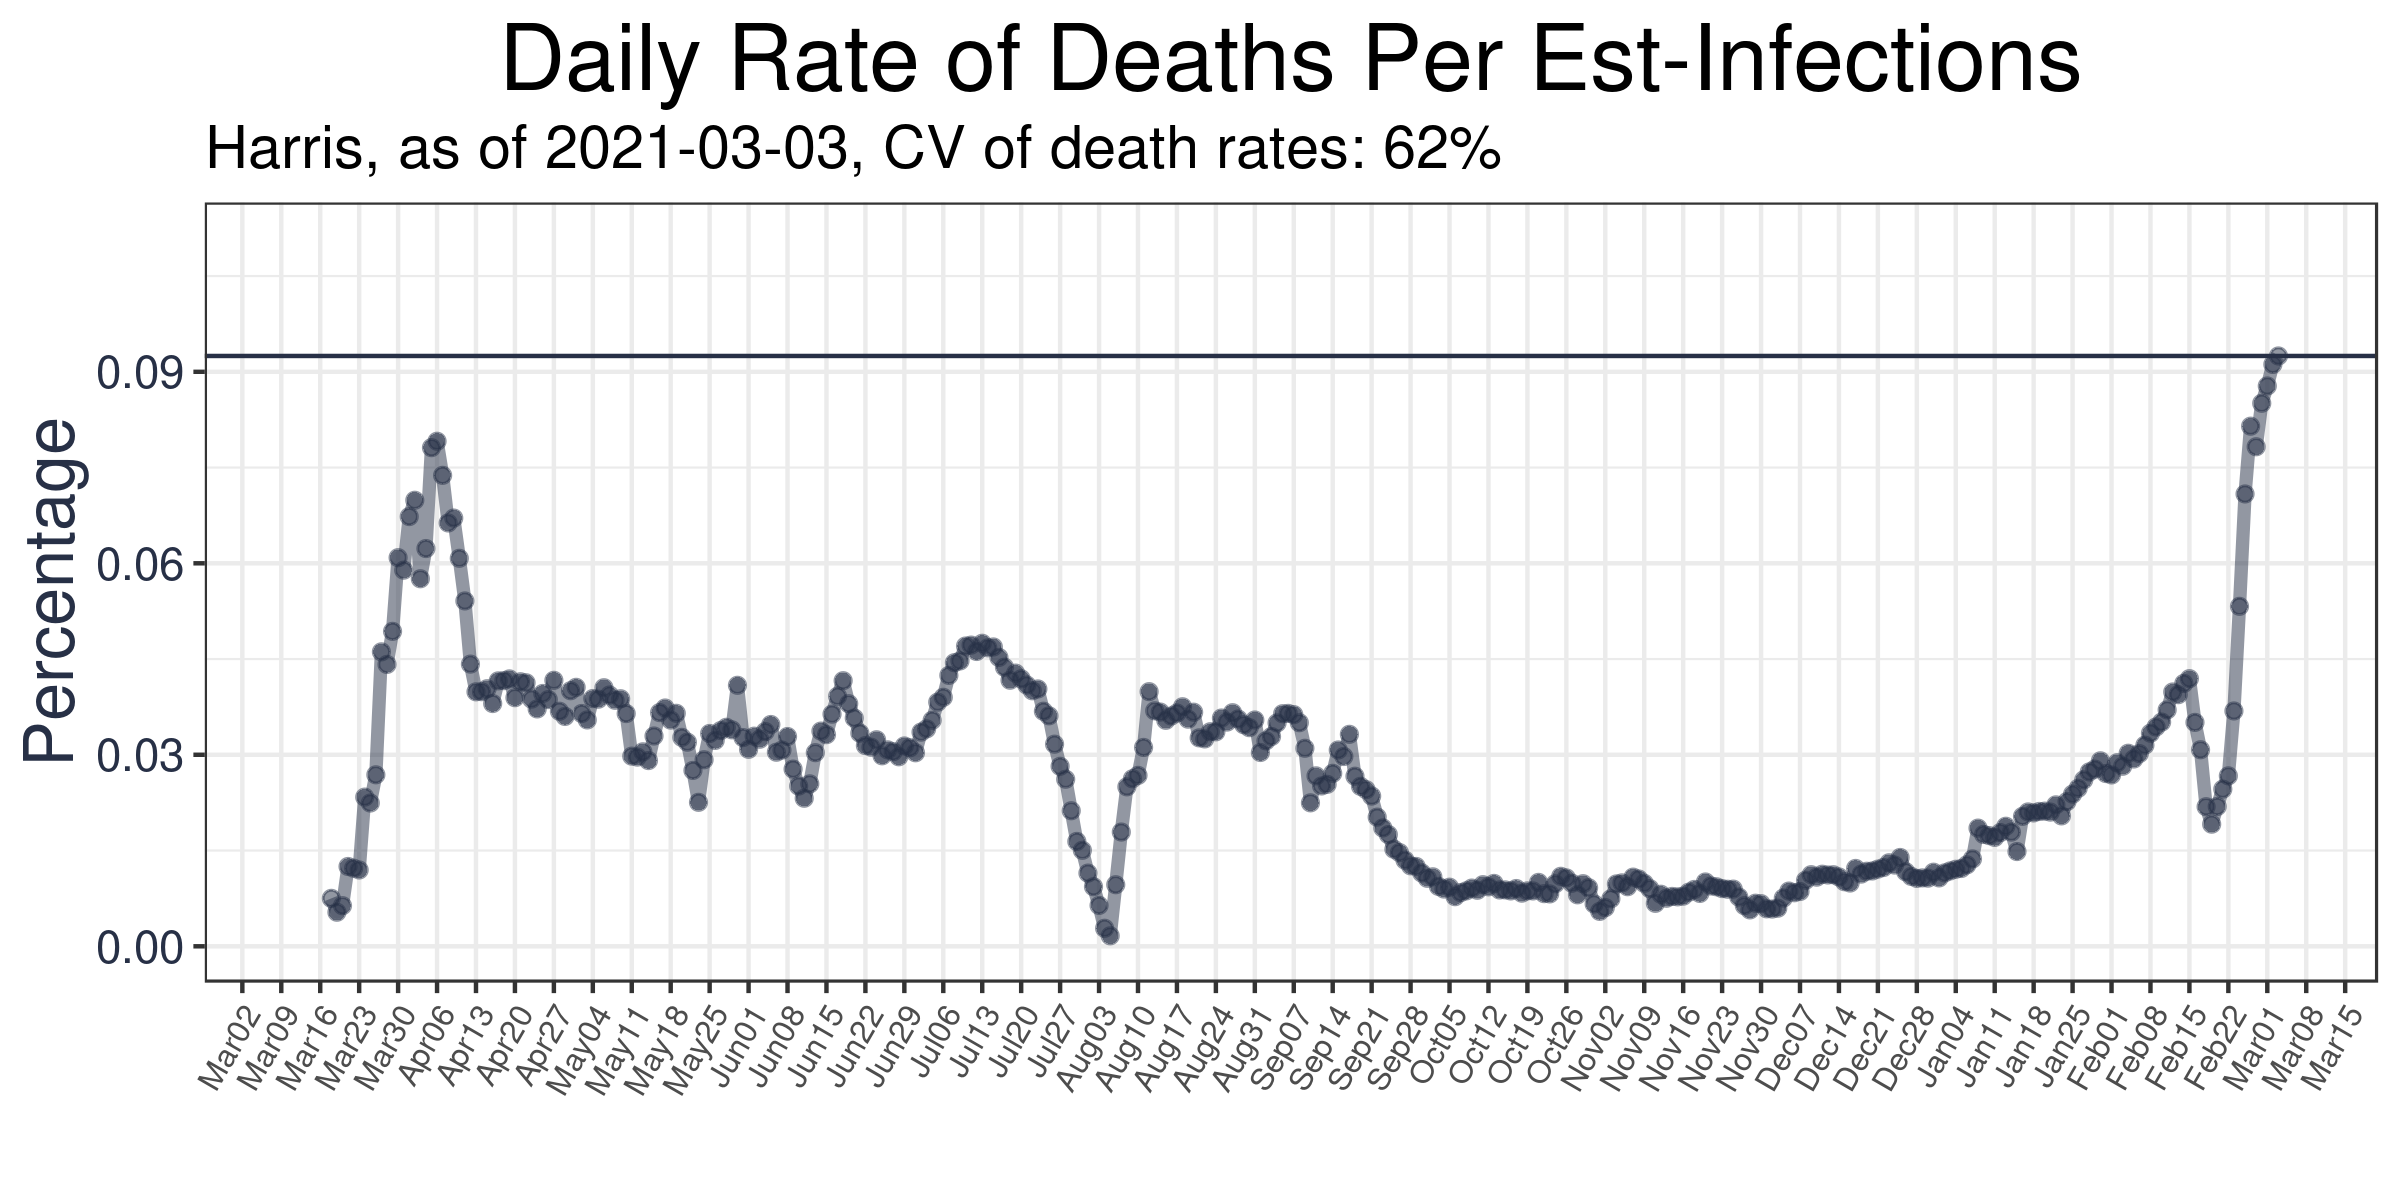 Daily Rate of Deaths Per Est-Infections
Harris, as of 2021-03-03, CV of death rates: 62%
Percentage
0.09
0.06
0.03
0.00
Mar02
Mar09
Mar16
Mar23
Mar30
Apr06
Apr13
Apr20
Apr27
May04
May11
May18
May25
Jun01
Jun08
Jun15
Jun22
Jun29
Jul06
Jul13
Jul20
Jul27
Aug03
Aug10
Aug17
Aug24
Aug31
Sep07
Sep14
Sep21
Sep28
Oct05
Oct12
Oct19
Oct26
Nov02
Nov09
Nov16
Nov23
Nov30
Dec07
Dec14
Dec21
Dec28
Jan04
Jan11
Jan18
Jan25
Feb01
Feb08
Feb15
Feb22
Mar01
Mar08
Mar15